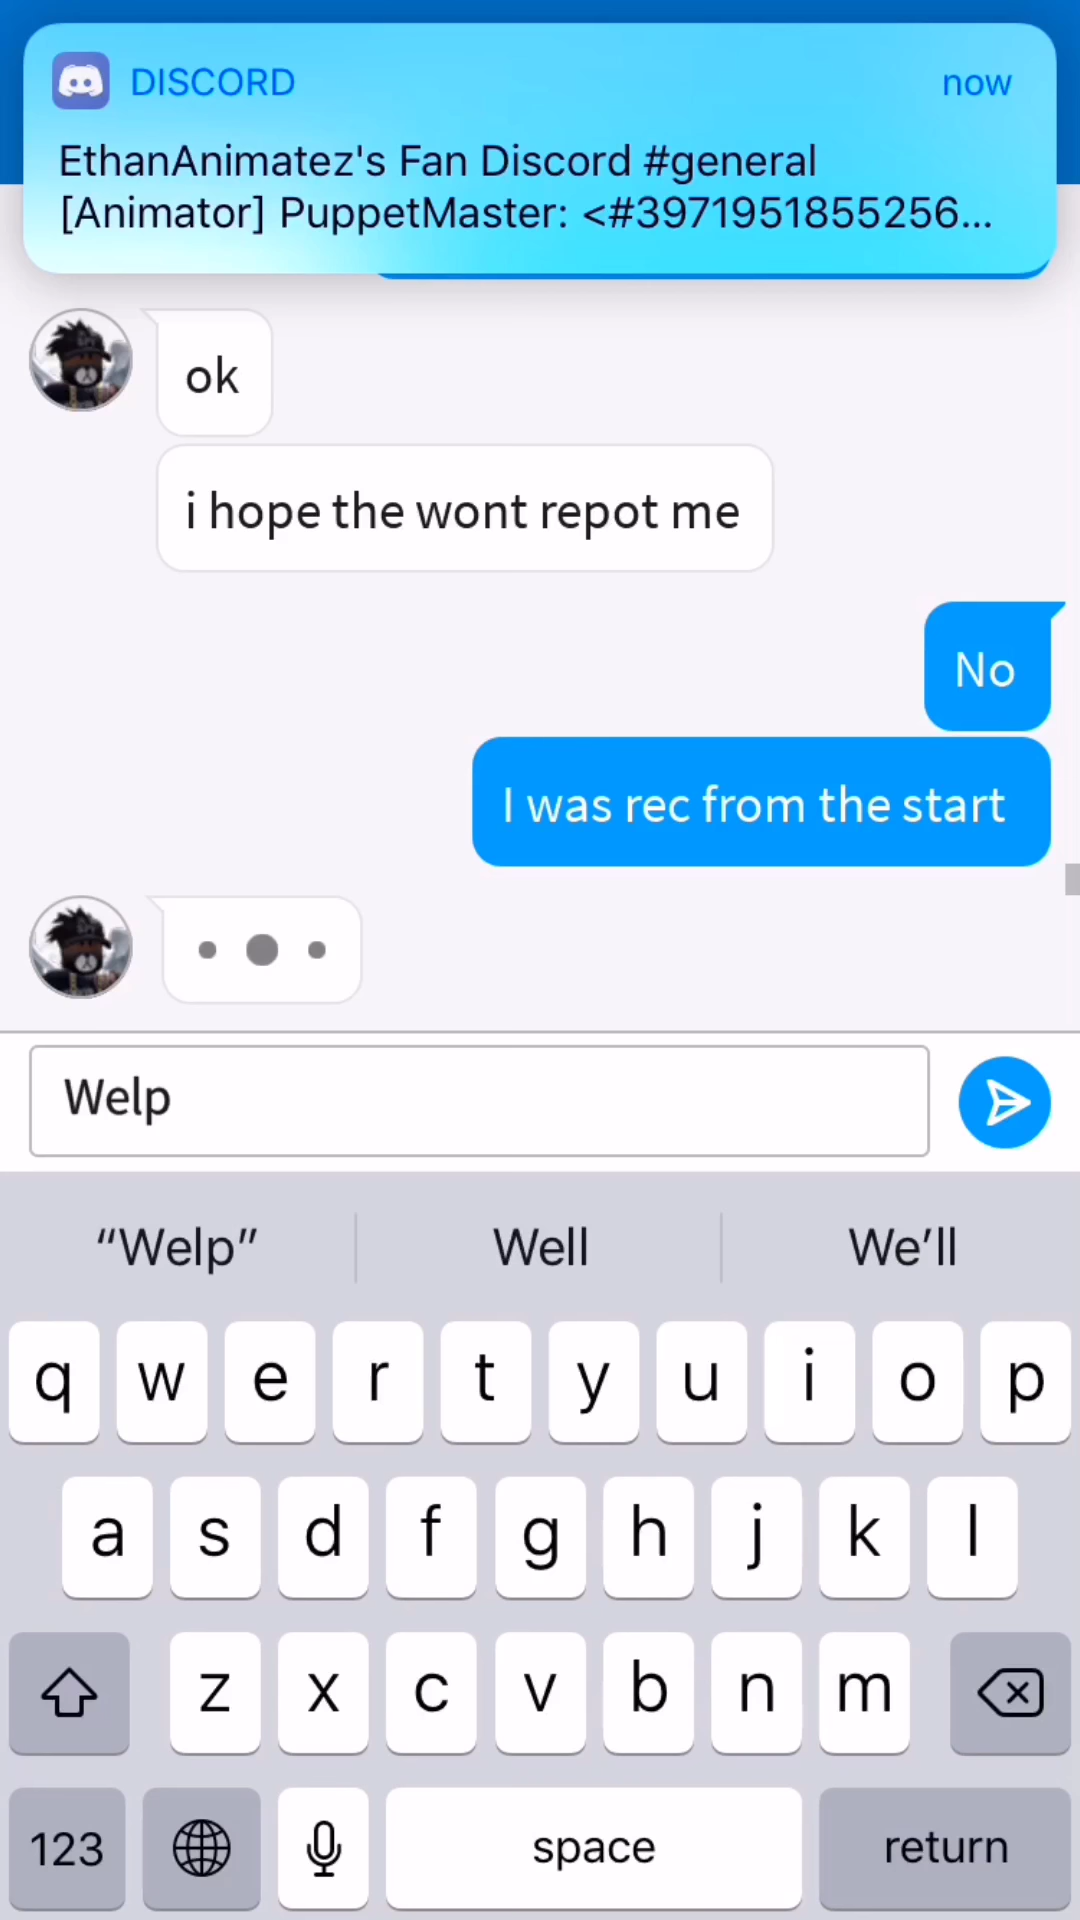 DISCORD now
EthanAnimatez's Fan Discord #general
[Animator] PuppetMaster: <#3971951855256...
ok
i hope the wont repot me
No
I was rec from the start
Welp
“Welp” Well We’ll
q w e r t y u i o p
a s d f g h j k l
z x c v b n m
123 space return